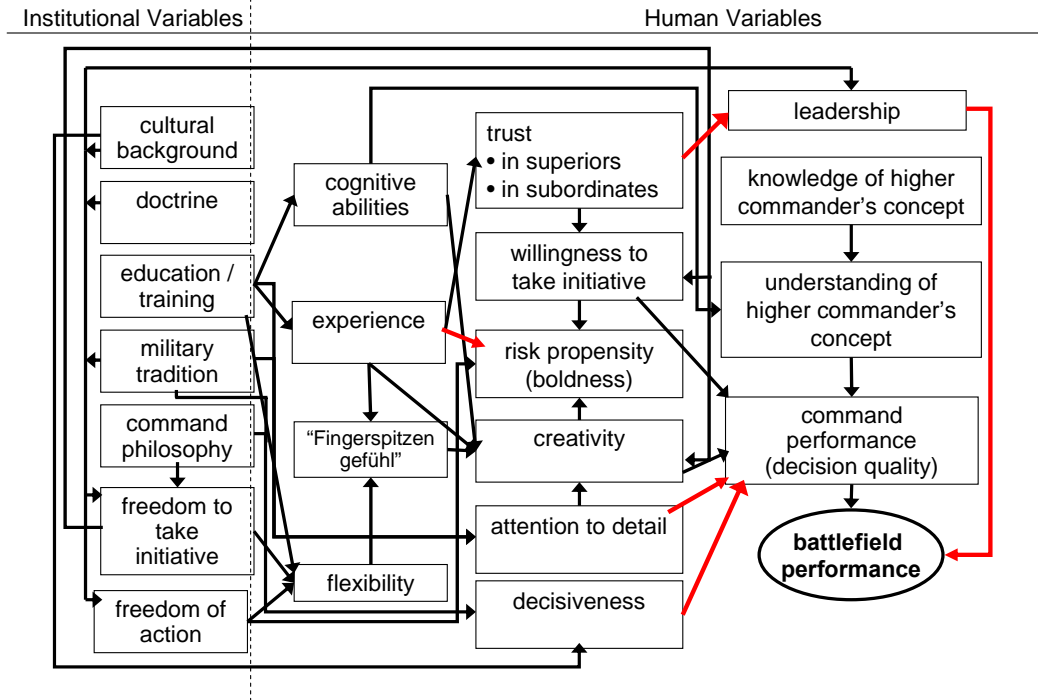 Institutional Variables
Human Variables
cultural
background
doctrine
education /
training
military
tradition
command
philosophy
freedom to
take
initiative
freedom of
action
cognitive
abilities
experience
“Fingerspitzen
gefühl”
flexibility
trust
• in superiors
• in subordinates
willingness to
take initiative
risk propensity
(boldness)
creativity
attention to detail
decisiveness
leadership
knowledge of higher
commander’s concept
understanding of
higher commander’s
concept
command
performance
(decision quality)
battlefield
performance